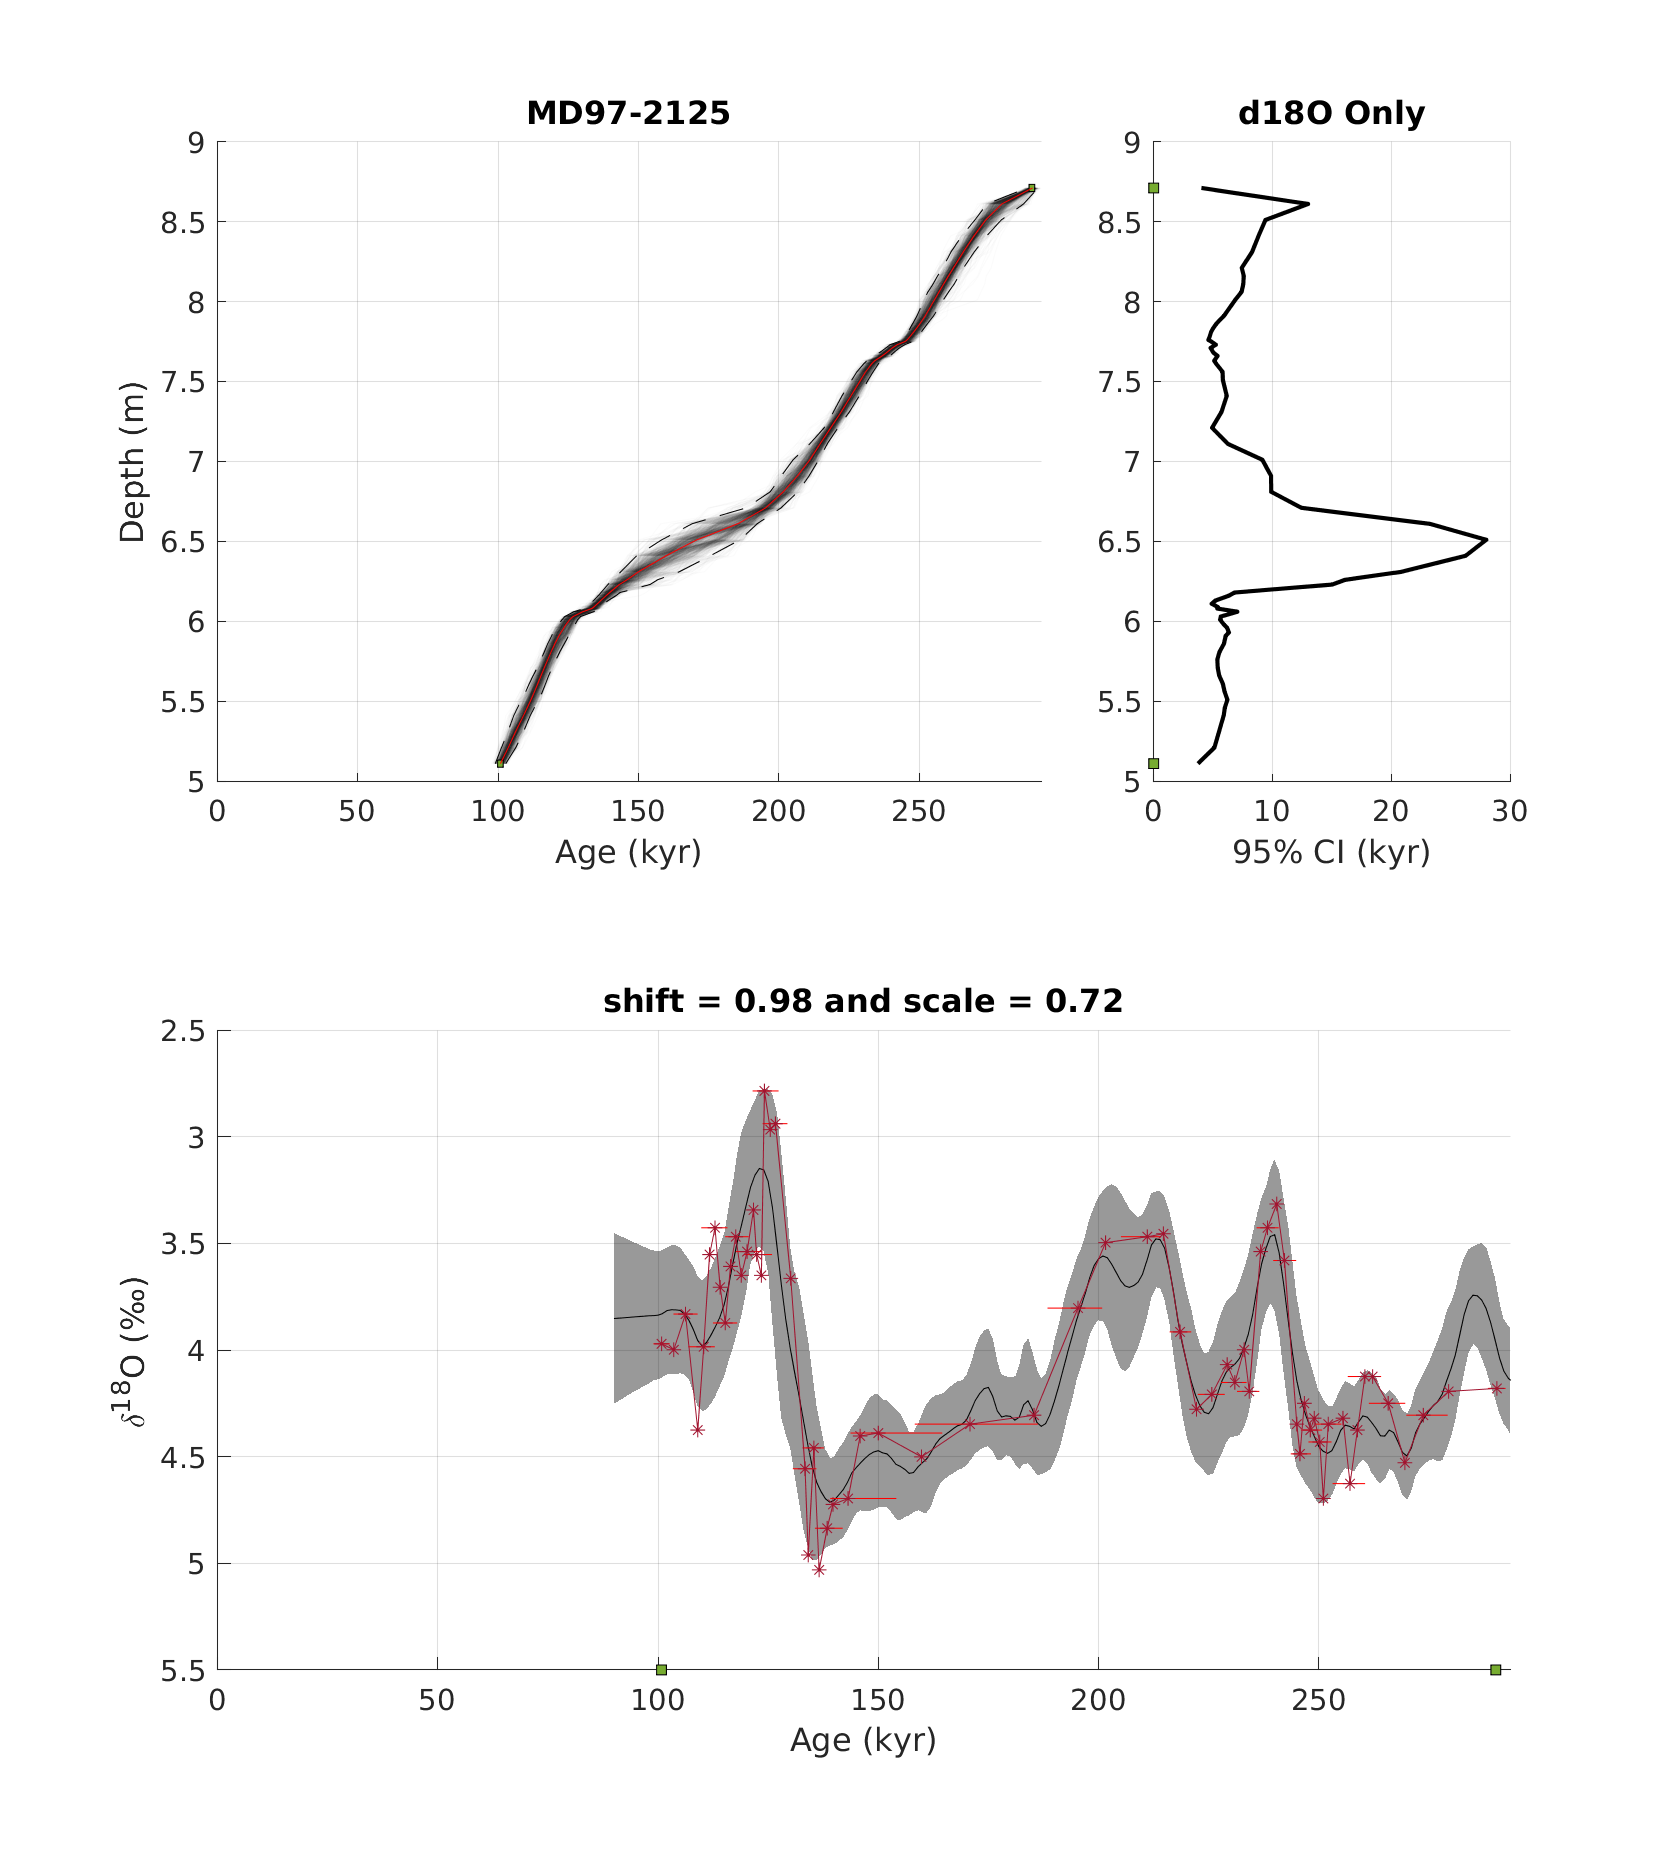 MD97-2125
d18O Only
9
8.5
8
7.5
7
6.5
6
5.5
5
Depth (m)
0 50 100 150 200 250
Age (kyr)
9
8.5
8
7.5
7
6.5
6
5.5
5
0 10 20 30
95% CI (kyr)
shift = 0.98 and scale = 0.72
2.5
3
3.5
4
4.5
5
5.5
δ18O (‰)
0 50 100 150 200 250
Age (kyr)